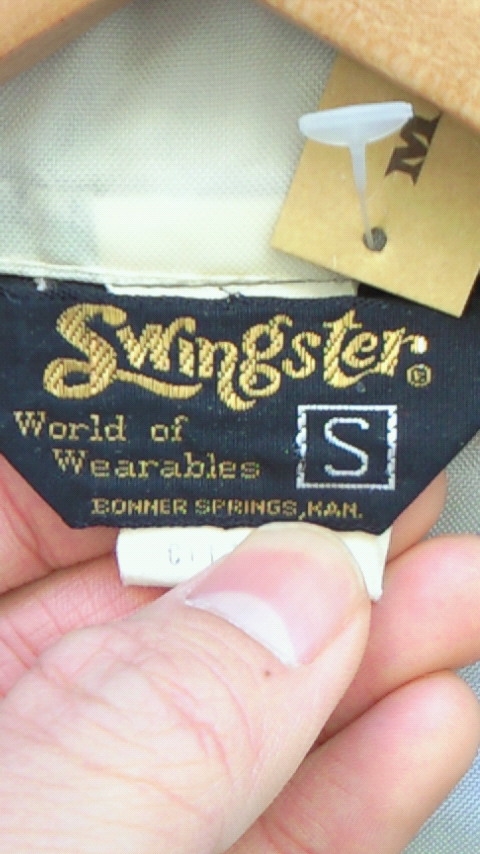 M
Swingster®
World of
Wearables
S
BONNER SPRINGS, KAN.